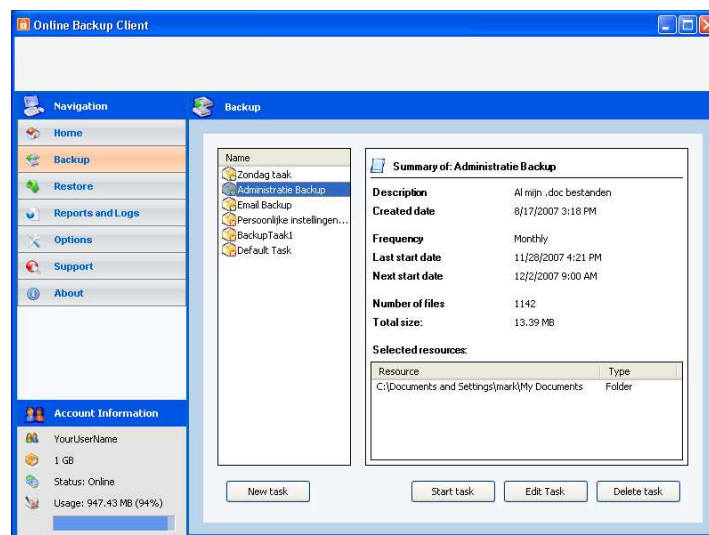 Online Backup Client
Navigation
Home
Backup
Restore
Reports and Logs
Options
Support
About
Account Information
YourUserName
1 GB
Status: Online
Usage: 947.43 MB (94%)
Backup
Name
Zondag taak
Administratie Backup
Email Backup
Persoonlijke instellingen...
BackupTaak1
Default Task
New task
Summary of: Administratie Backup
Description Al mijn .doc bestanden
Created date 8/17/2007 3:18 PM
Frequency Monthly
Last start date 11/28/2007 4:21 PM
Next start date 12/2/2007 9:00 AM
Number of files 1142
Total size: 13.39 MB
Selected resources:
Resource Type
C:\Documents and Settings\mark\My Documents Folder
Start task Edit Task Delete task